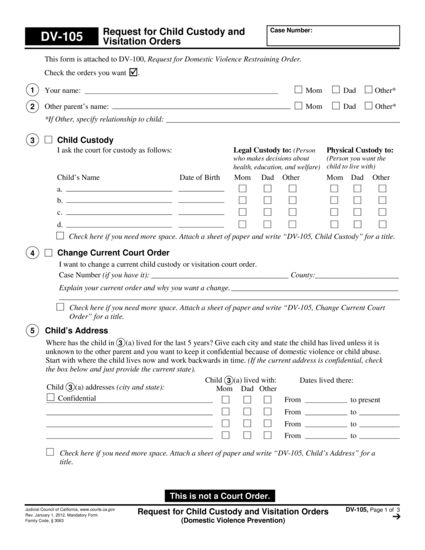 DV-105
Request for Child Custody and
Visitation Orders
Case Number:
This form is attached to DV-100, Request for Domestic Violence Restraining Order.
Check the orders you want ☑.
1 Your name: Mom Dad Other*
2 Other parent's name: Mom Dad Other*
*If Other, specify relationship to child:
3 Child Custody
I ask the court for custody as follows:
Legal Custody to: (Person
who makes decisions about
health, education, and welfare)
Physical Custody to:
(Person you want the
child to live with)
Child's Name Date of Birth Mom Dad Other Mom Dad Other
a.
b.
c.
d.
Check here if you need more space. Attach a sheet of paper and write "DV-105, Child Custody" for a title.
4 Change Current Court Order
I want to change a current child custody or visitation court order.
Case Number (if you have it): County:
Explain your current order and why you want a change.
Check here if you need more space. Attach a sheet of paper and write "DV-105, Change Current Court
Order" for a title.
5 Child's Address
Where has the child in 3(a) lived for the last 5 years? Give each city and state the child has lived unless it is
unknown to the other parent and you want to keep it confidential because of domestic violence or child abuse.
Start with where the child lives now and work backwards in time. (If the current address is confidential, check
the box below and just provide the current state).
Child 3(a) lived with: Dates lived there:
Child 3(a) addresses (city and state): Mom Dad Other
Confidential From to present
From to
From to
From to
Check here if you need more space. Attach a sheet of paper and write "DV-105, Child's Address" for a
title.
This is not a Court Order.
Judicial Council of California, www.courts.ca.gov
Rev. January 1, 2012, Mandatory Form
Family Code, § 3063
Request for Child Custody and Visitation Orders
(Domestic Violence Prevention)
DV-105, Page 1 of 3